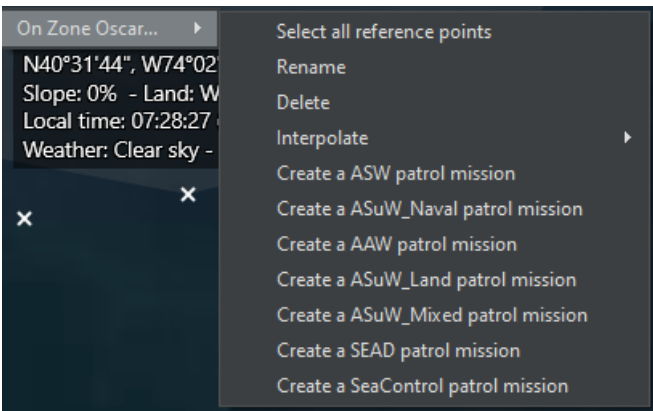 On Zone Oscar...
N40°31'44", W74°02'
Slope: 0% - Land: W
Local time: 07:28:27
Weather: Clear sky -
Select all reference points
Rename
Delete
Interpolate
Create a ASW patrol mission
Create a ASuW_Naval patrol mission
Create a AAW patrol mission
Create a ASuW_Land patrol mission
Create a ASuW_Mixed patrol mission
Create a SEAD patrol mission
Create a SeaControl patrol mission